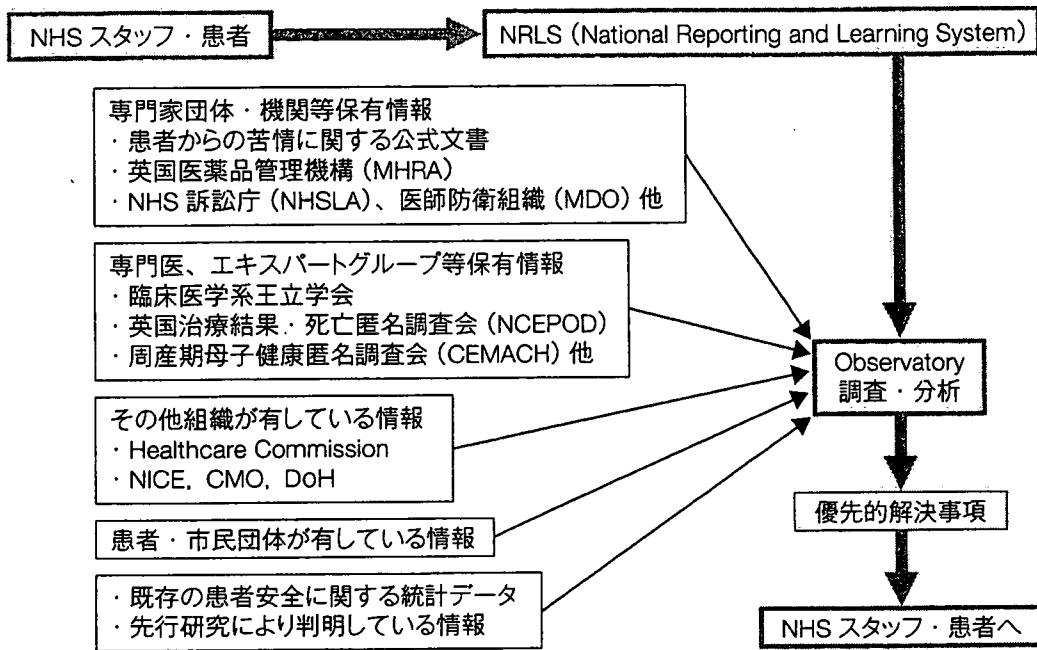 NHS スタッフ・患者
NRLS (National Reporting and Learning System)
専門家団体・機関等保有情報
・患者からの苦情に関する公式文書
・英国医薬品管理機構 (MHRA)
・NHS 訴訟庁 (NHSLA)、医師防衛組織 (MDO) 他
専門医、エキスパートグループ等保有情報
・臨床医学系王立学会
・英国治療結果・死亡匿名調査会 (NCEPOD)
・周産期母子健康匿名調査会 (CEMACH) 他
Observatory
調査・分析
その他組織が有している情報
・Healthcare Commission
・NICE, CMO, DoH
優先的解決事項
患者・市民団体が有している情報
・既存の患者安全に関する統計データ
・先行研究により判明している情報
NHS スタッフ・患者へ